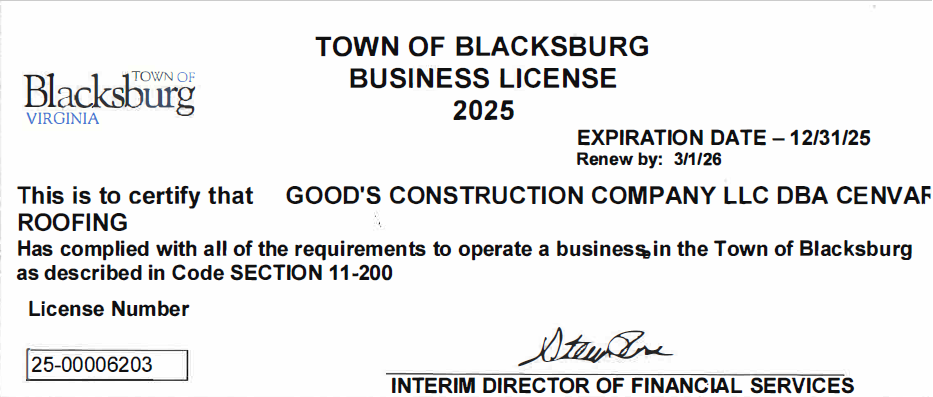 TOWN OF BLACKSBURG
BUSINESS LICENSE
2025
TOWN OF
Blacksburg
VIRGINIA
EXPIRATION DATE – 12/31/25
Renew by: 3/1/26
This is to certify that GOOD'S CONSTRUCTION COMPANY LLC DBA CENVAR
ROOFING
Has complied with all of the requirements to operate a business in the Town of Blacksburg
as described in Code SECTION 11-200
License Number
25-00006203
INTERIM DIRECTOR OF FINANCIAL SERVICES